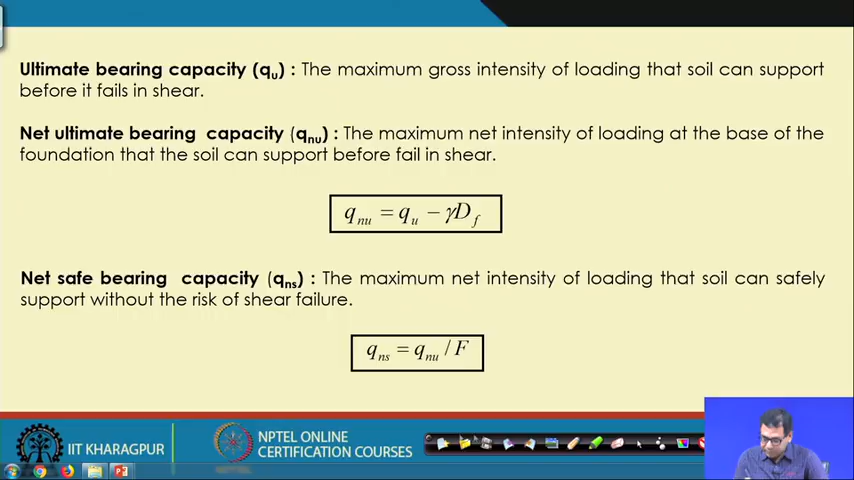 Ultimate bearing capacity (qu) : The maximum gross intensity of loading that soil can support
before it fails in shear.
Net ultimate bearing capacity (qnu) : The maximum net intensity of loading at the base of the
foundation that the soil can support before fail in shear.
qnu = qu − γDf
Net safe bearing capacity (qns) : The maximum net intensity of loading that soil can safely
support without the risk of shear failure.
qns = qnu / F
IIT KHARAGPUR
NPTEL ONLINE
CERTIFICATION COURSES